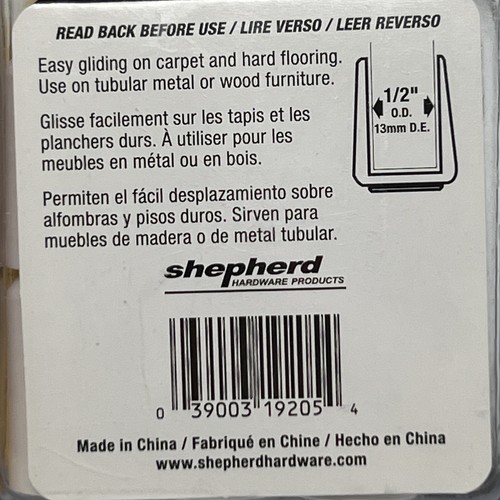 READ BACK BEFORE USE / LIRE VERSO / LEER REVERSO
Easy gliding on carpet and hard flooring.
Use on tubular metal or wood furniture.
1/2"
O.D.
13mm D.E.
Glisse facilement sur les tapis et les
planchers durs. À utiliser pour les
meubles en métal ou en bois.
Permiten el fácil desplazamiento sobre
alfombras y pisos duros. Sirven para
muebles de madera o de metal tubular.
shepherd
HARDWARE PRODUCTS
0 39003 19205 4
Made in China / Fabriqué en Chine / Hecho en China
www.shepherdhardware.com